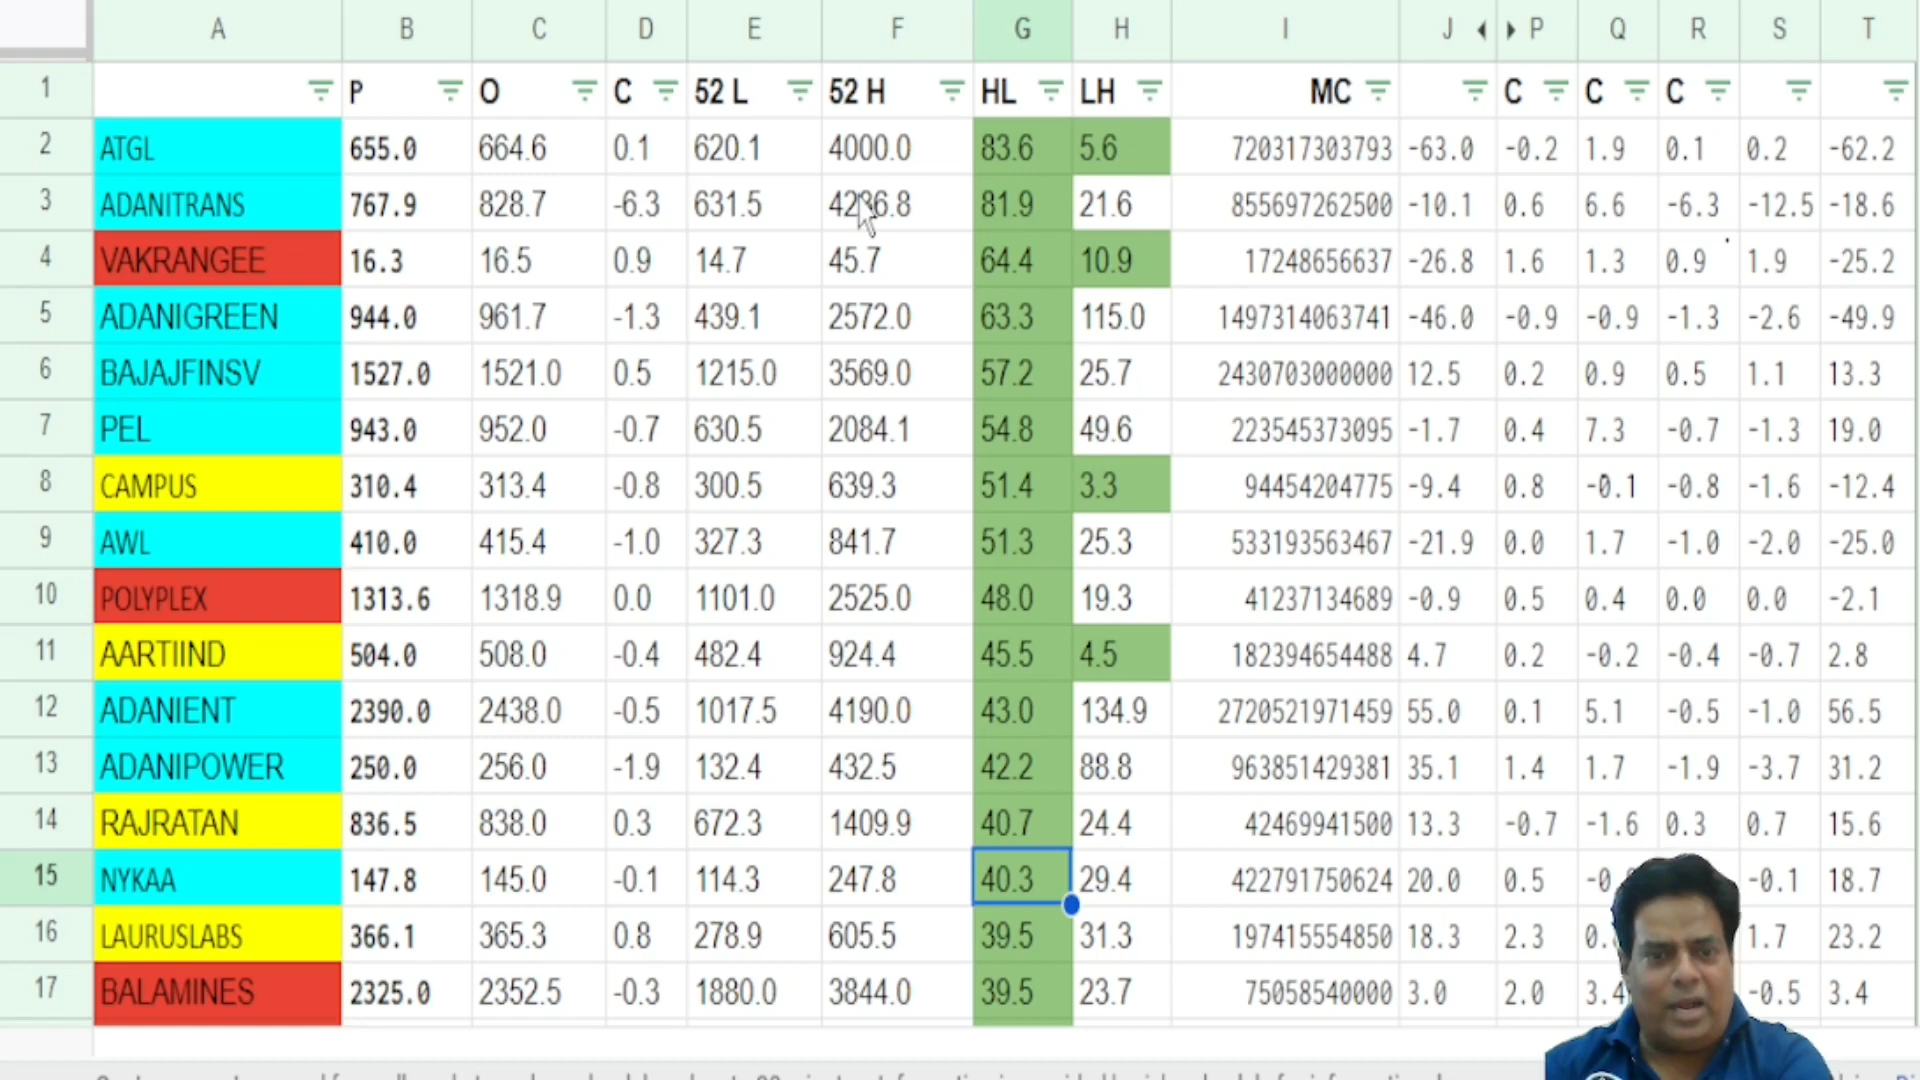 A B C D E F G H I J P Q R S T
1 P O C 52 L 52 H HL LH MC C C C
2 ATGL 655.0 664.6 0.1 620.1 4000.0 83.6 5.6 720317303793 -63.0 -0.2 1.9 0.1 0.2 -62.2
3 ADANITRANS 767.9 828.7 -6.3 631.5 81.9 21.6 855697262500 -10.1 0.6 6.6 -6.3 -12.5 -18.6
4 VAKRANGEE 16.3 16.5 0.9 14.7 45.7 64.4 10.9 17248656637 -26.8 1.6 1.3 0.9 1.9 -25.2
5 ADANIGREEN 944.0 961.7 -1.3 439.1 2572.0 63.3 115.0 1497314063741 -46.0 -0.9 -0.9 -1.3 -2.6 -49.9
6 BAJAJFINSV 1527.0 1521.0 0.5 1215.0 3569.0 57.2 25.7 2430703000000 12.5 0.2 0.9 0.5 1.1 13.3
7 PEL 943.0 952.0 -0.7 630.5 2084.1 54.8 49.6 223545373095 -1.7 0.4 7.3 -0.7 -1.3 19.0
8 CAMPUS 310.4 313.4 -0.8 300.5 639.3 51.4 3.3 94454204775 -9.4 0.8 -0.1 -0.8 -1.6 -12.4
9 AWL 410.0 415.4 -1.0 327.3 841.7 51.3 25.3 533193563467 -21.9 0.0 1.7 -1.0 -2.0 -25.0
10 POLYPLEX 1313.6 1318.9 0.0 1101.0 2525.0 48.0 19.3 41237134689 -0.9 0.5 0.4 0.0 0.0 -2.1
11 AARTIIND 504.0 508.0 -0.4 482.4 924.4 45.5 4.5 182394654488 4.7 0.2 -0.2 -0.4 -0.7 2.8
12 ADANIENT 2390.0 2438.0 -0.5 1017.5 4190.0 43.0 134.9 2720521971459 55.0 0.1 5.1 -0.5 -1.0 56.5
13 ADANIPOWER 250.0 256.0 -1.9 132.4 432.5 42.2 88.8 963851429381 35.1 1.4 1.7 -1.9 -3.7 31.2
14 RAJRATAN 836.5 838.0 0.3 672.3 1409.9 40.7 24.4 42469941500 13.3 -0.7 -1.6 0.3 0.7 15.6
15 NYKAA 147.8 145.0 -0.1 114.3 247.8 40.3 29.4 422791750624 20.0 0.5 -0.1 18.7
16 LAURUSLABS 366.1 365.3 0.8 278.9 605.5 39.5 31.3 197415554850 18.3 2.3 1.7 23.2
17 BALAMINES 2325.0 2352.5 -0.3 1880.0 3844.0 39.5 23.7 75058540000 3.0 2.0 3.4 -0.5 3.4